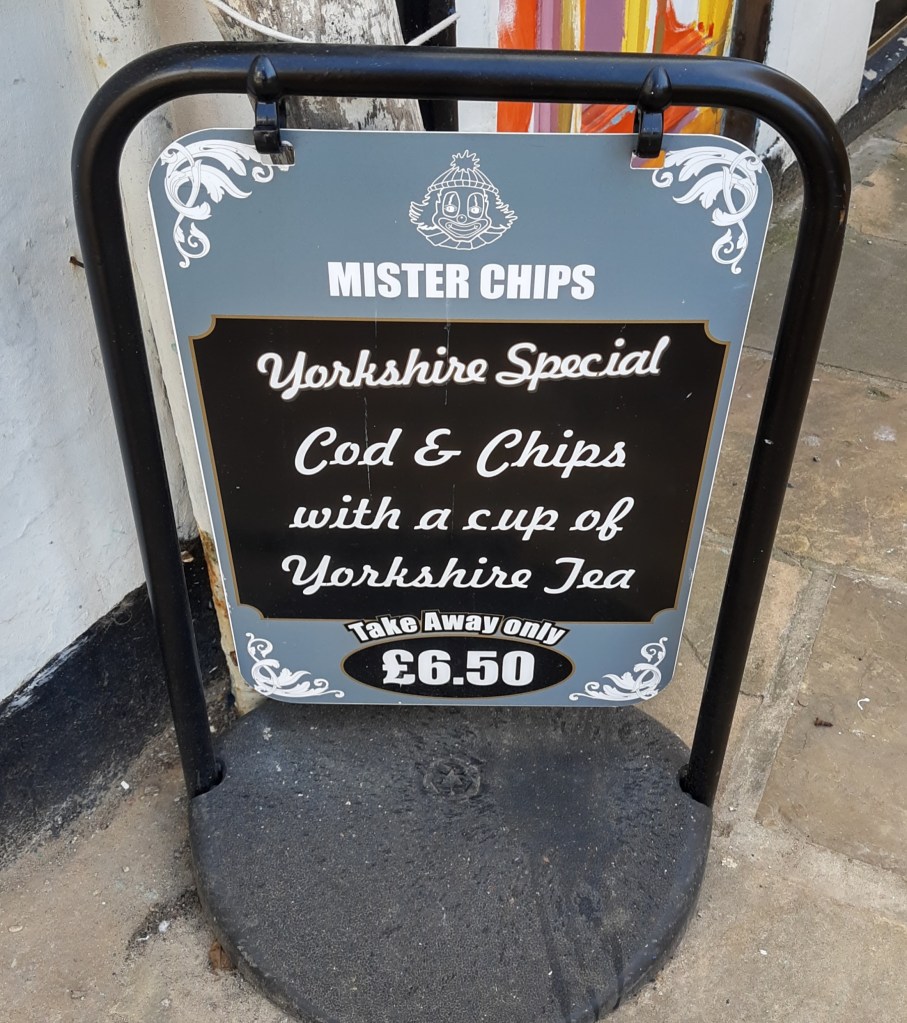 MISTER CHIPS
Yorkshire Special
Cod & Chips
with a cup of
Yorkshire Tea
Take Away only
£6.50